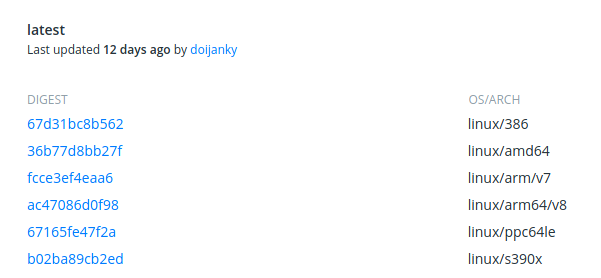 latest
Last updated 12 days ago by doijanky
DIGEST OS/ARCH
67d31bc8b562 linux/386
36b77d8bb27f linux/amd64
fcce3ef4eaa6 linux/arm/v7
ac47086d0f98 linux/arm64/v8
67165fe47f2a linux/ppc64le
b02ba89cb2ed linux/s390x